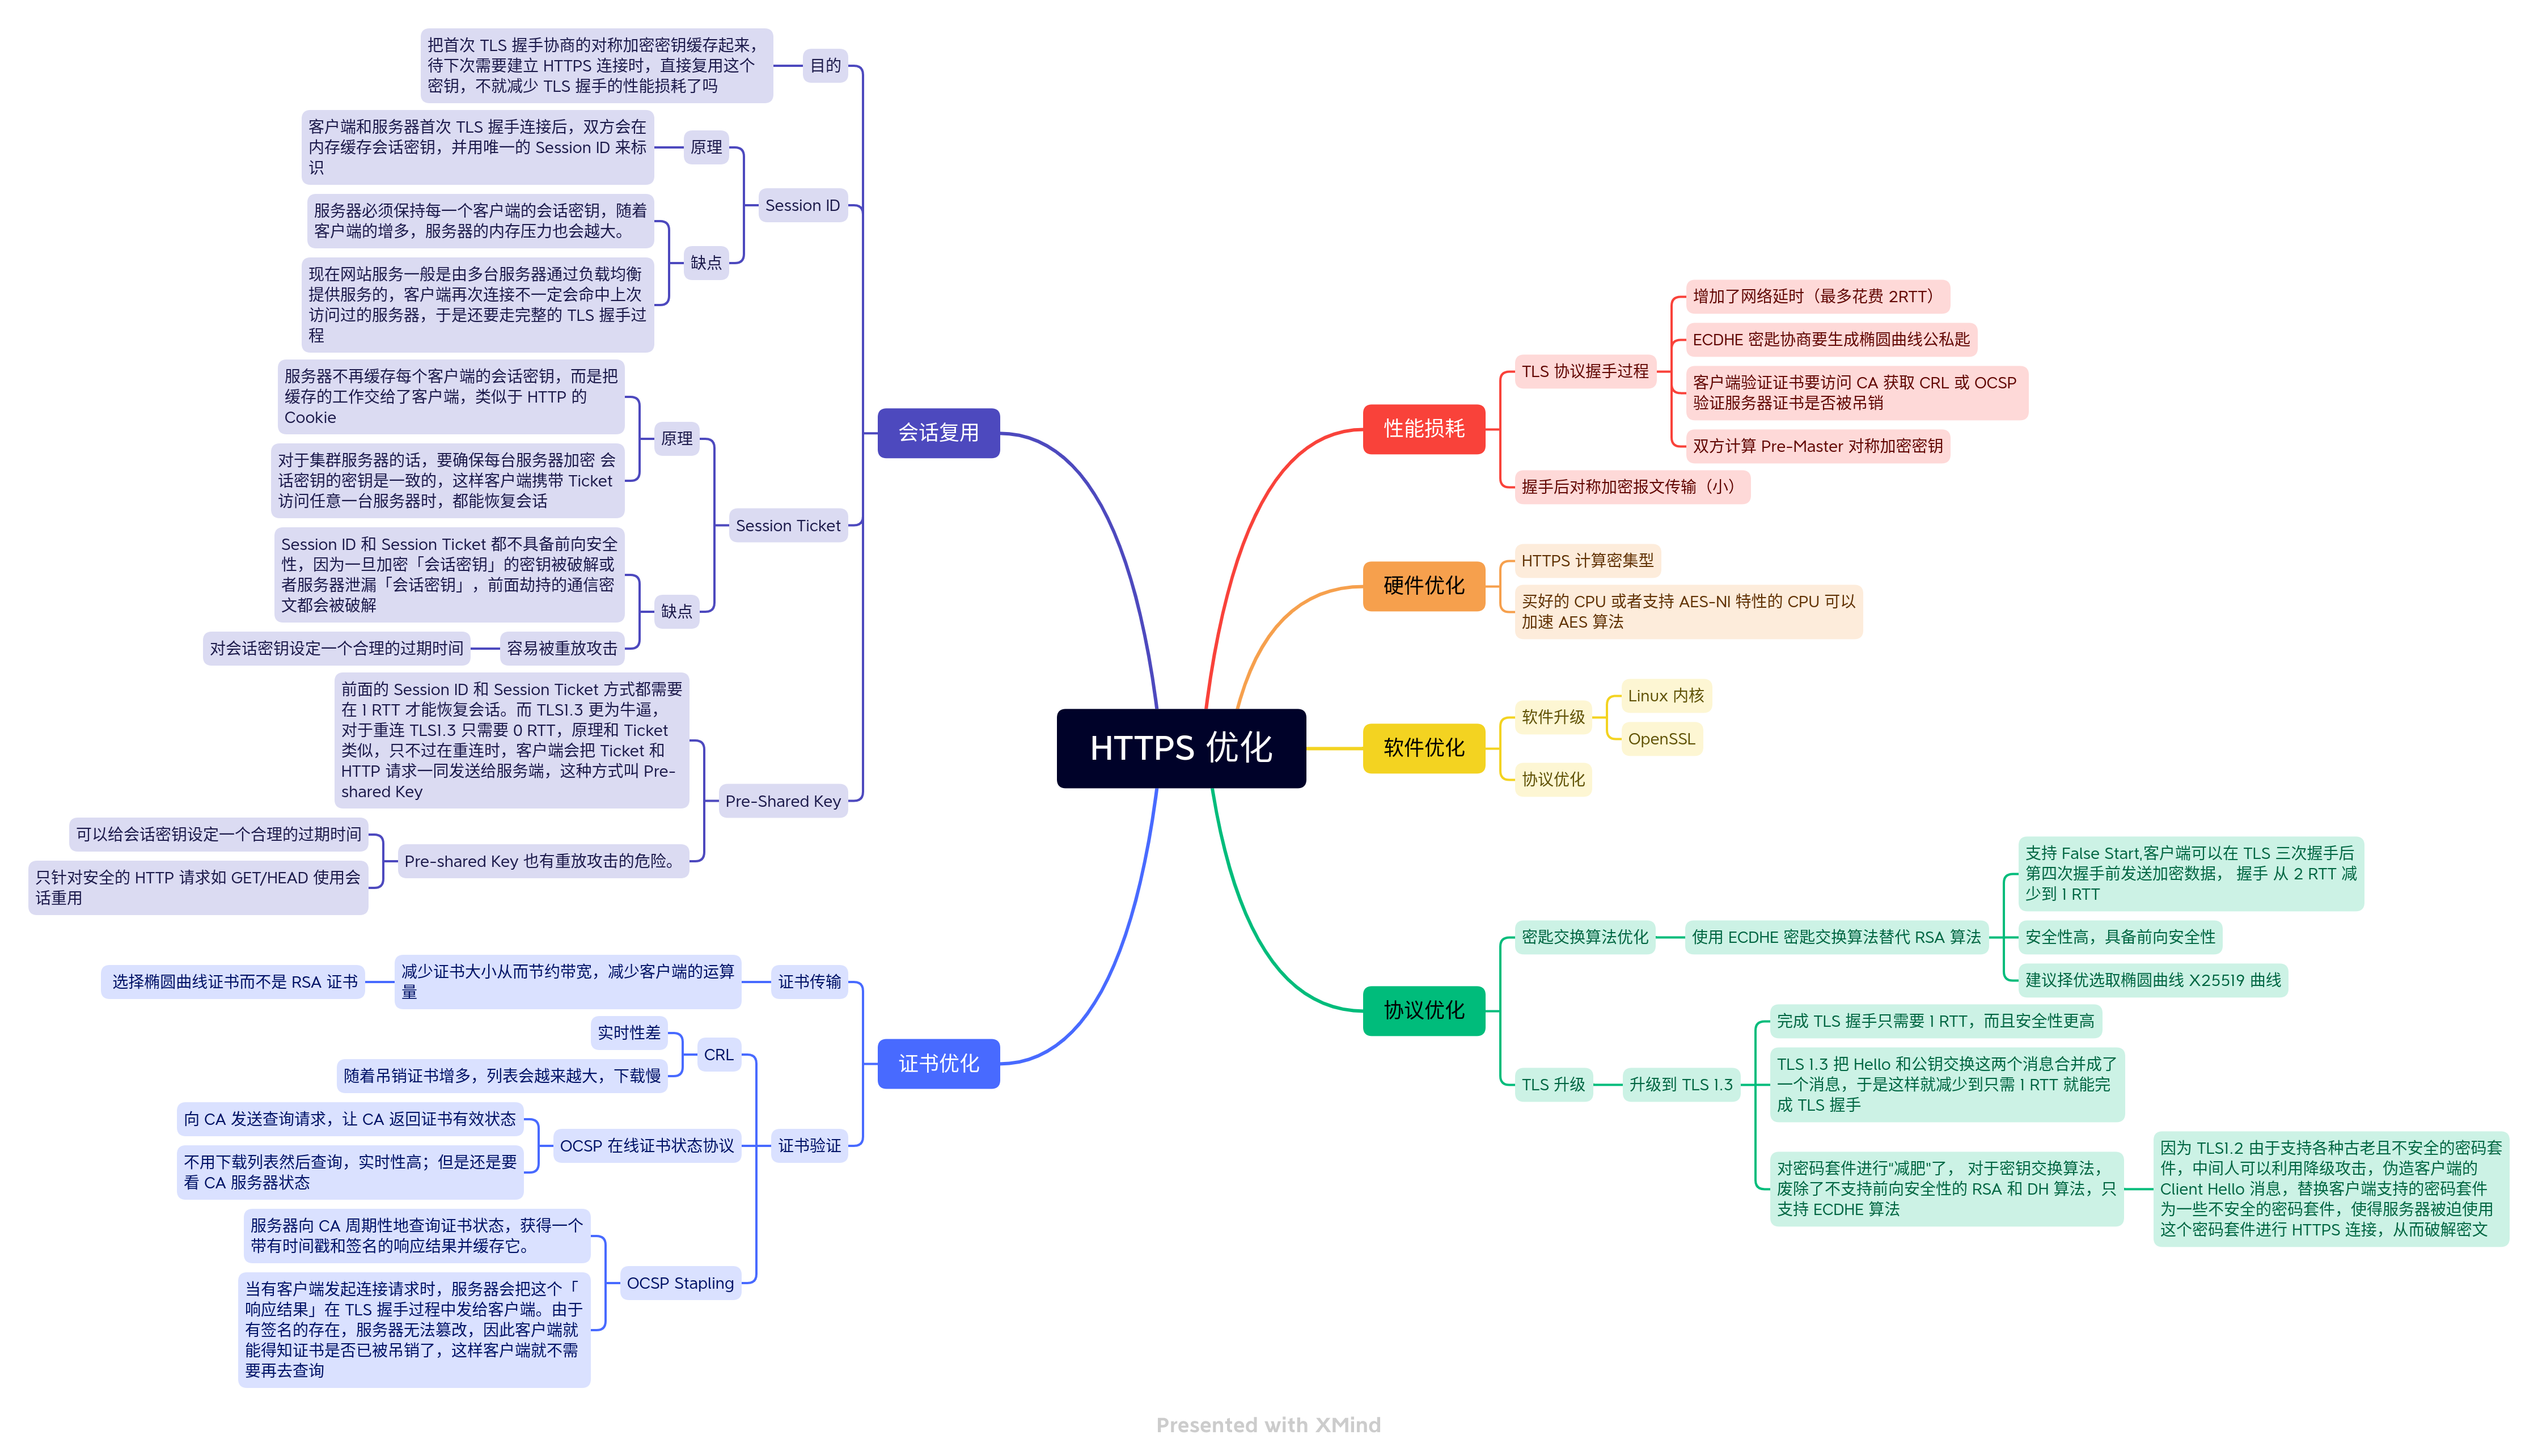 HTTPS 优化
性能损耗
TLS 协议握手过程
增加了网络延时（最多花费 2RTT）
ECDHE 密匙协商要生成椭圆曲线公私匙
客户端验证证书要访问 CA 获取 CRL 或 OCSP
验证服务器证书是否被吊销
双方计算 Pre-Master 对称加密密钥
握手后对称加密报文传输（小）
硬件优化
HTTPS 计算密集型
买好的 CPU 或者支持 AES-NI 特性的 CPU 可以
加速 AES 算法
软件优化
软件升级
Linux 内核
OpenSSL
协议优化
协议优化
密匙交换算法优化
使用 ECDHE 密匙交换算法替代 RSA 算法
支持 False Start,客户端可以在 TLS 三次握手后
第四次握手前发送加密数据， 握手 从 2 RTT 减
少到 1 RTT
安全性高，具备前向安全性
建议择优选取椭圆曲线 X25519 曲线
TLS 升级
升级到 TLS 1.3
完成 TLS 握手只需要 1 RTT，而且安全性更高
TLS 1.3 把 Hello 和公钥交换这两个消息合并成了
一个消息，于是这样就减少到只需 1 RTT 就能完
成 TLS 握手
对密码套件进行"减肥"了， 对于密钥交换算法，
废除了不支持前向安全性的 RSA 和 DH 算法，只
支持 ECDHE 算法
因为 TLS1.2 由于支持各种古老且不安全的密码套
件，中间人可以利用降级攻击，伪造客户端的
Client Hello 消息，替换客户端支持的密码套件
为一些不安全的密码套件，使得服务器被迫使用
这个密码套件进行 HTTPS 连接，从而破解密文
会话复用
目的
把首次 TLS 握手协商的对称加密密钥缓存起来，
待下次需要建立 HTTPS 连接时，直接复用这个
密钥，不就减少 TLS 握手的性能损耗了吗
Session ID
原理
客户端和服务器首次 TLS 握手连接后，双方会在
内存缓存会话密钥，并用唯一的 Session ID 来标
识
缺点
服务器必须保持每一个客户端的会话密钥，随着
客户端的增多，服务器的内存压力也会越大。
现在网站服务一般是由多台服务器通过负载均衡
提供服务的，客户端再次连接不一定会命中上次
访问过的服务器，于是还要走完整的 TLS 握手过
程
Session Ticket
原理
服务器不再缓存每个客户端的会话密钥，而是把
缓存的工作交给了客户端，类似于 HTTP 的
Cookie
对于集群服务器的话，要确保每台服务器加密 会
话密钥的密钥是一致的，这样客户端携带 Ticket
访问任意一台服务器时，都能恢复会话
缺点
Session ID 和 Session Ticket 都不具备前向安全
性，因为一旦加密「会话密钥」的密钥被破解或
者服务器泄漏「会话密钥」，前面劫持的通信密
文都会被破解
容易被重放攻击
对会话密钥设定一个合理的过期时间
Pre-Shared Key
前面的 Session ID 和 Session Ticket 方式都需要
在 1 RTT 才能恢复会话。而 TLS1.3 更为牛逼，
对于重连 TLS1.3 只需要 0 RTT，原理和 Ticket
类似，只不过在重连时，客户端会把 Ticket 和
HTTP 请求一同发送给服务端，这种方式叫 Pre-
shared Key
Pre-shared Key 也有重放攻击的危险。
可以给会话密钥设定一个合理的过期时间
只针对安全的 HTTP 请求如 GET/HEAD 使用会
话重用
证书优化
证书传输
减少证书大小从而节约带宽，减少客户端的运算
量
选择椭圆曲线证书而不是 RSA 证书
证书验证
CRL
实时性差
随着吊销证书增多，列表会越来越大，下载慢
OCSP 在线证书状态协议
向 CA 发送查询请求，让 CA 返回证书有效状态
不用下载列表然后查询，实时性高；但是还是要
看 CA 服务器状态
OCSP Stapling
服务器向 CA 周期性地查询证书状态，获得一个
带有时间戳和签名的响应结果并缓存它。
当有客户端发起连接请求时，服务器会把这个「
响应结果」在 TLS 握手过程中发给客户端。由于
有签名的存在，服务器无法篡改，因此客户端就
能得知证书是否已被吊销了，这样客户端就不需
要再去查询
Presented with XMind